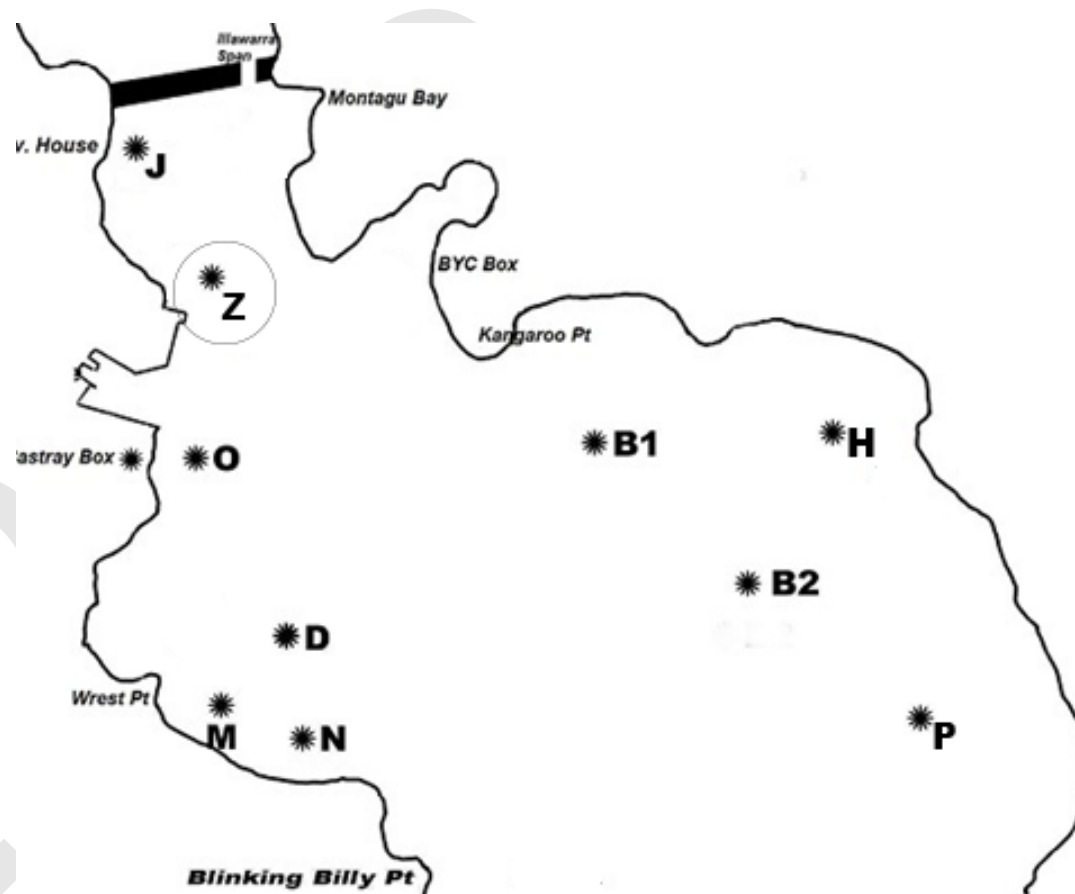 Illawarra
Span
Montagu Bay
v. House
J
BYC Box
Z
Kangaroo Pt
B1
H
astray Box
O
B2
D
Wrest Pt
M
N
P
Blinking Billy Pt